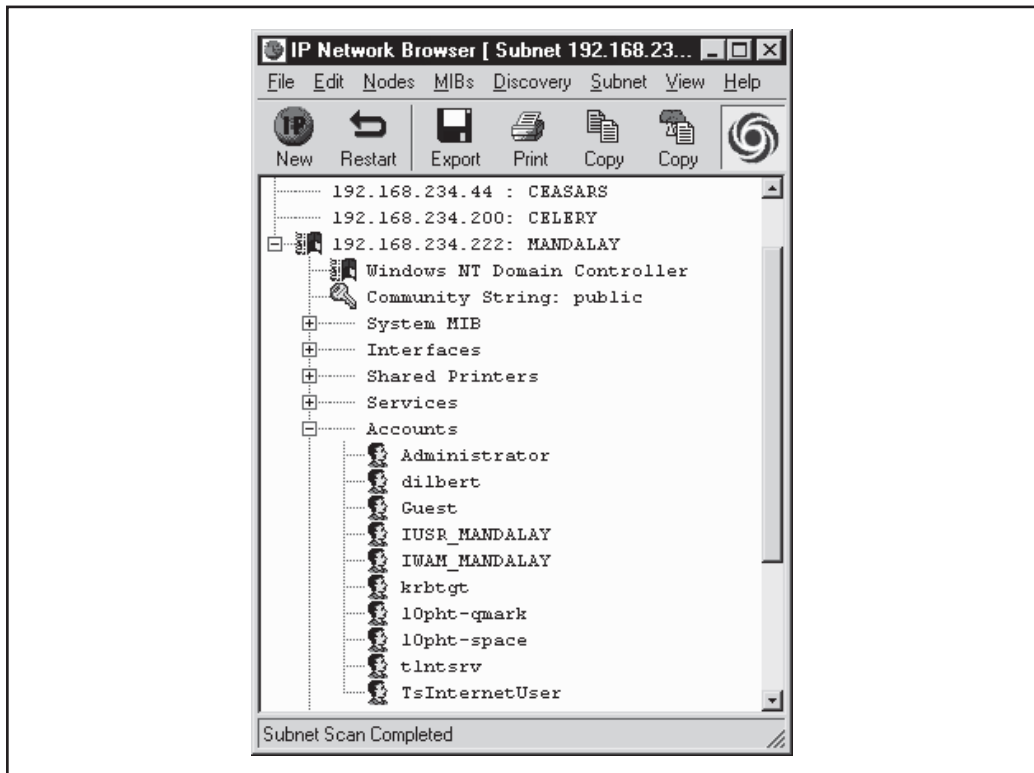 IP Network Browser [ Subnet 192.168.23...
File Edit Nodes MIBs Discovery Subnet View Help
IP
New Restart Export Print Copy Copy
192.168.234.44 : CEASARS
192.168.234.200: CELERY
192.168.234.222: MANDALAY
Windows NT Domain Controller
Community String: public
System MIB
Interfaces
Shared Printers
Services
Accounts
Administrator
dilbert
Guest
IUSR_MANDALAY
IWAM_MANDALAY
krbtgt
l0pht-qmark
l0pht-space
tlntsrv
TsInternetUser
Subnet Scan Completed